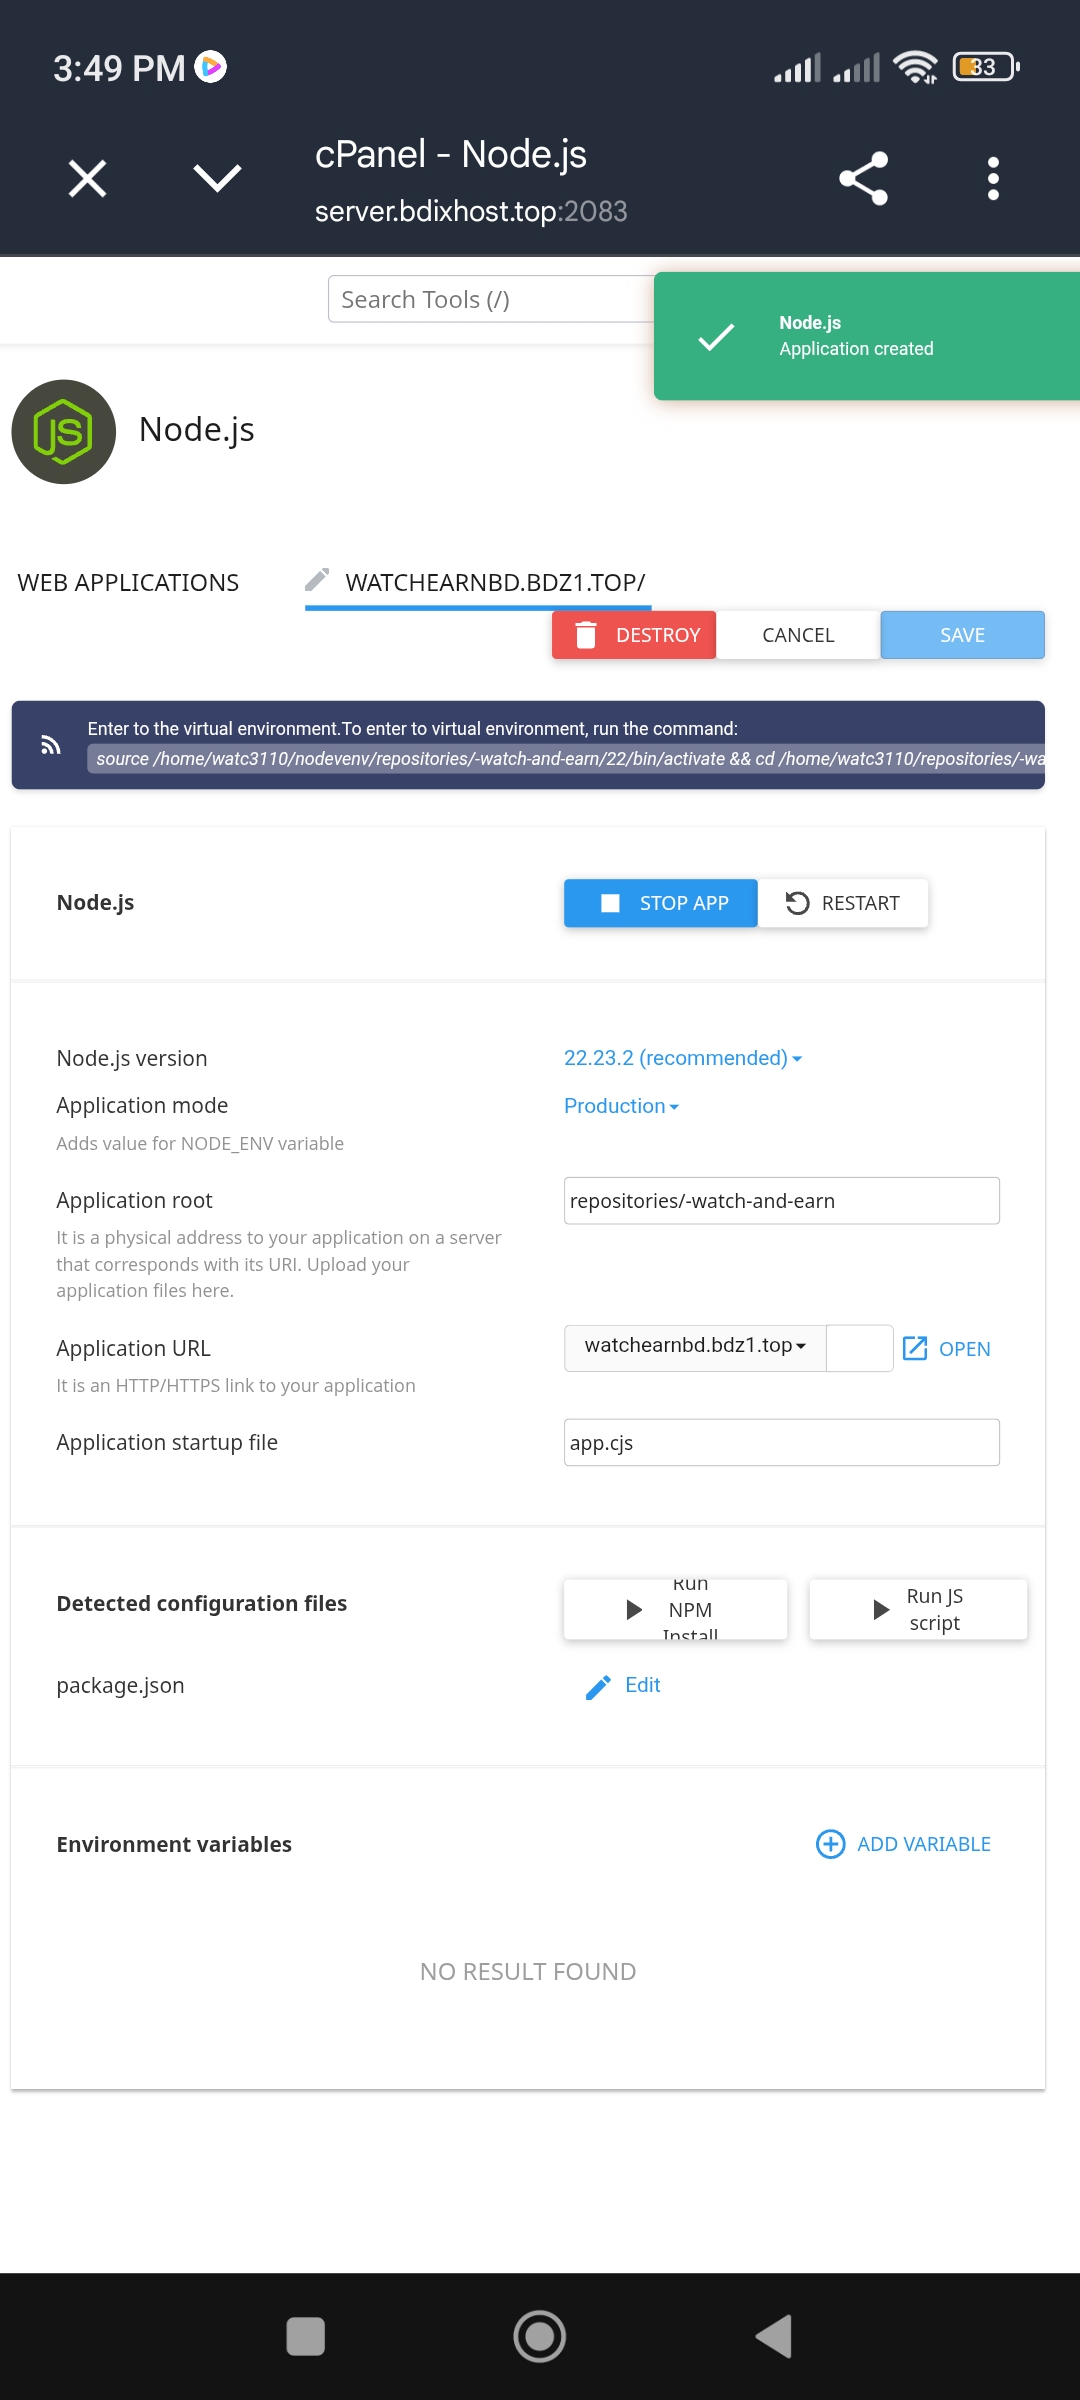 3:49 PM
33
cPanel - Node.js
server.bdixhost.top:2083
Search Tools (/)
Node.js
Application created
JS
Node.js
WEB APPLICATIONS
WATCHEARNBD.BDZ1.TOP/
DESTROY
CANCEL
SAVE
Enter to the virtual environment.To enter to virtual environment, run the command:
source /home/watc3110/nodevenv/repositories/-watch-and-earn/22/bin/activate && cd /home/watc3110/repositories/-wa
Node.js
STOP APP
RESTART
Node.js version
22.23.2 (recommended)
Application mode
Production
Adds value for NODE_ENV variable
Application root
repositories/-watch-and-earn
It is a physical address to your application on a server
that corresponds with its URI. Upload your
application files here.
Application URL
watchearnbd.bdz1.top
OPEN
It is an HTTP/HTTPS link to your application
Application startup file
app.cjs
Detected configuration files
Run
NPM
Install
Run JS
script
package.json
Edit
Environment variables
ADD VARIABLE
NO RESULT FOUND